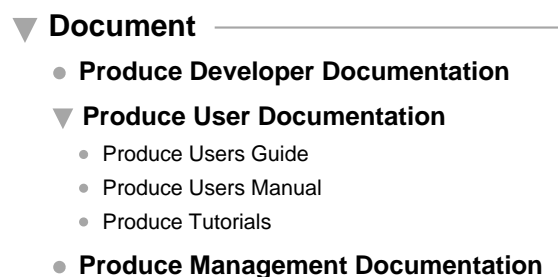 Document
Produce Developer Documentation
Produce User Documentation
Produce Users Guide
Produce Users Manual
Produce Tutorials
Produce Management Documentation